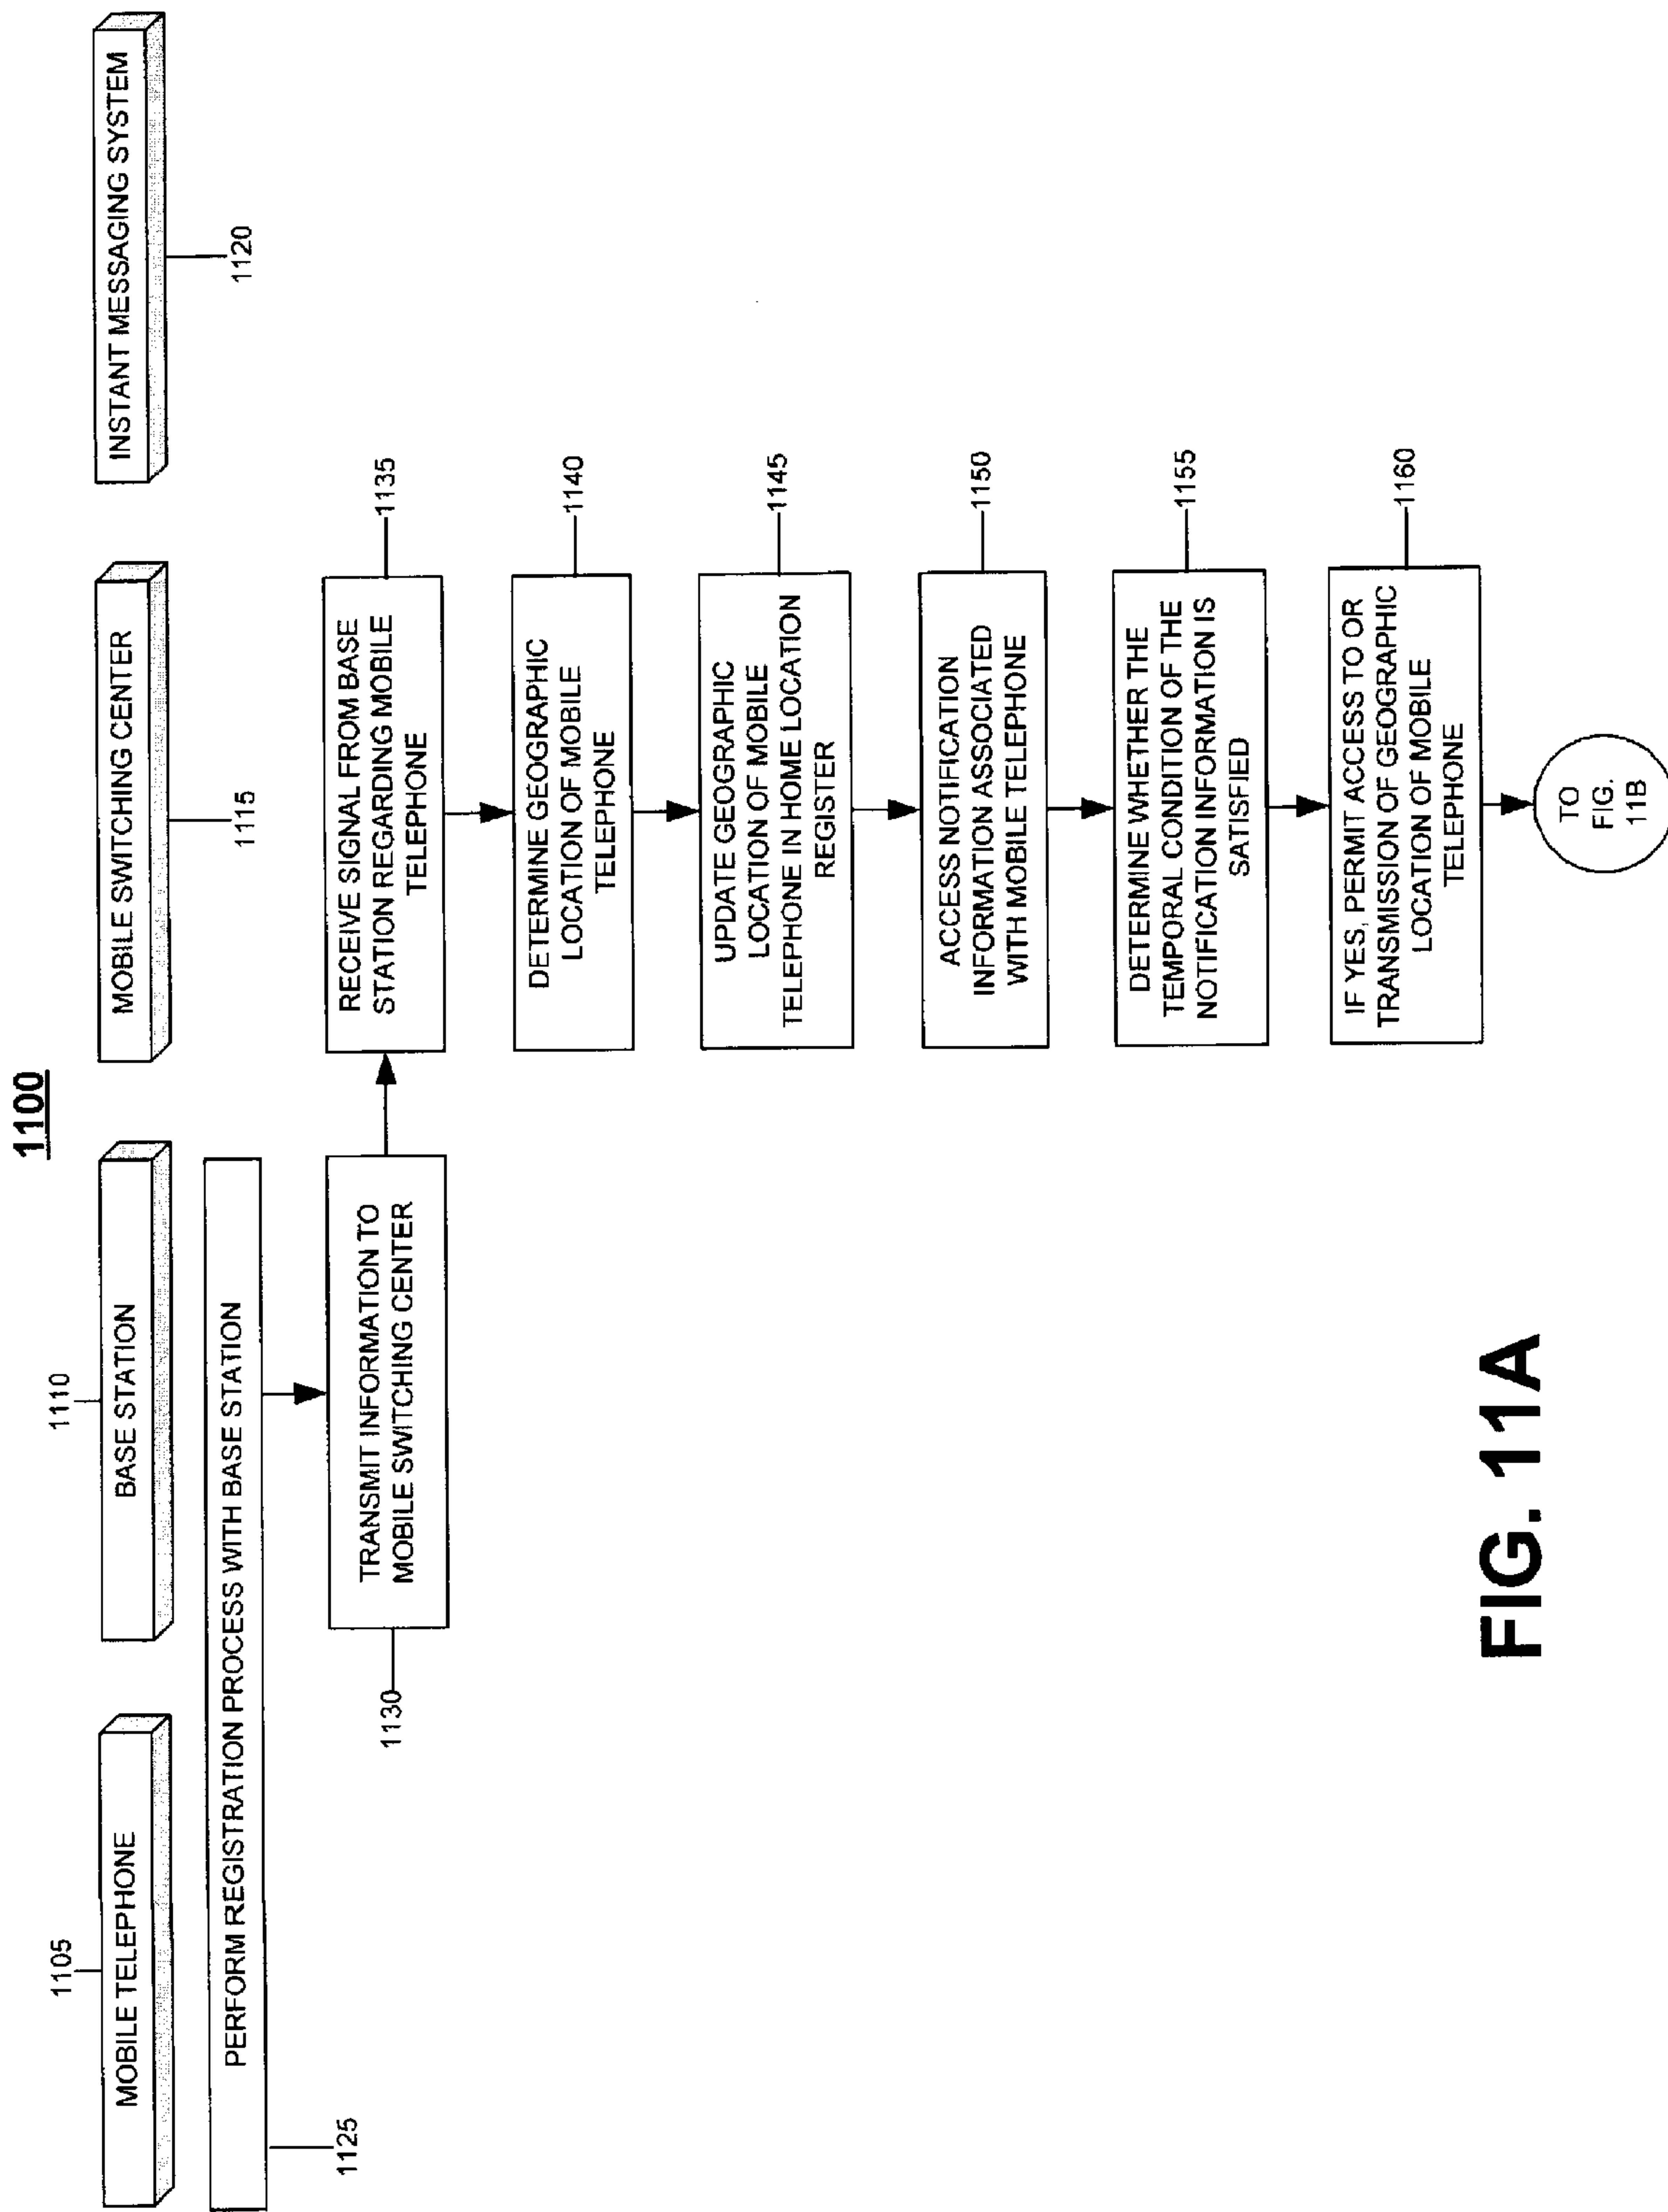 1100
1105
1110
MOBILE TELEPHONE
BASE STATION
MOBILE SWITCHING CENTER
INSTANT MESSAGING SYSTEM
1115
1120
PERFORM REGISTRATION PROCESS WITH BASE STATION
1125
TRANSMIT INFORMATION TO
MOBILE SWITCHING CENTER
1130
RECEIVE SIGNAL FROM BASE
STATION REGARDING MOBILE
TELEPHONE
1135
DETERMINE GEOGRAPHIC
LOCATION OF MOBILE
TELEPHONE
1140
UPDATE GEOGRAPHIC
LOCATION OF MOBILE
TELEPHONE IN HOME LOCATION
REGISTER
1145
ACCESS NOTIFICATION
INFORMATION ASSOCIATED
WITH MOBILE TELEPHONE
1150
DETERMINE WHETHER THE
TEMPORAL CONDITION OF THE
NOTIFICATION INFORMATION IS
SATISFIED
1155
IF YES, PERMIT ACCESS TO OR
TRANSMISSION OF GEOGRAPHIC
LOCATION OF MOBILE
TELEPHONE
1160
TO
FIG.
11B
FIG. 11A